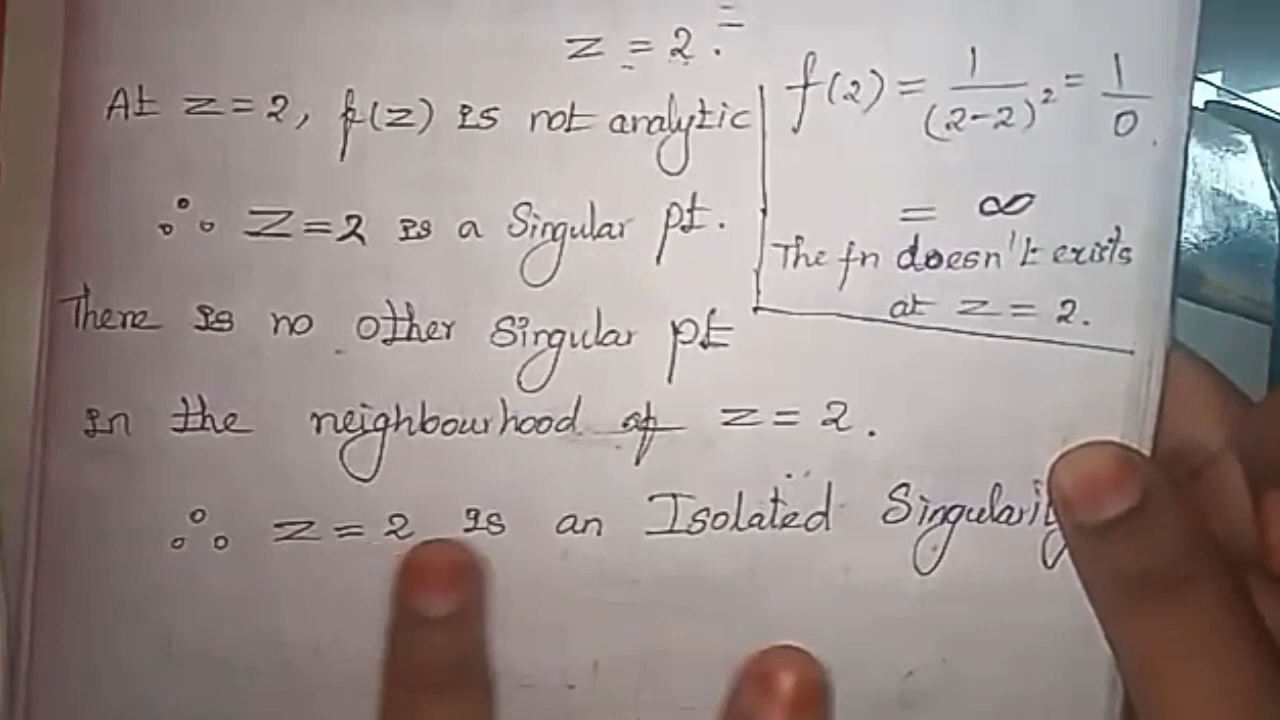 z = 2.
At z = 2, f(z) is not analytic
∴ z = 2 is a Singular pt.
There is no other singular pt
in the neighbourhood of z = 2.
∴ z = 2 is an Isolated Singularity
f(2) = 1/(2-2)² = 1/0
= ∞
The fn doesn't exists
at z = 2.